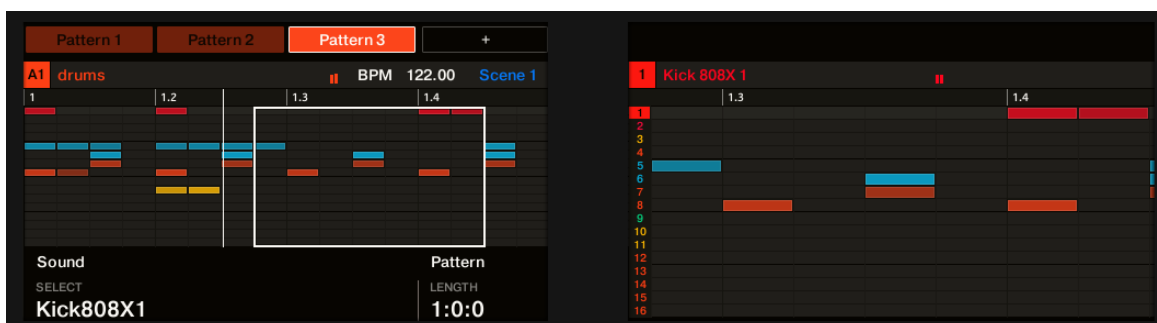 Pattern 1 Pattern 2 Pattern 3 +
A1 drums BPM 122.00 Scene 1
1 1.2 1.3 1.4
Sound Pattern
SELECT LENGTH
Kick808X1 1:0:0
1 Kick 808X 1
1.3 1.4
1
2
3
4
5
6
7
8
9
10
11
12
13
14
15
16